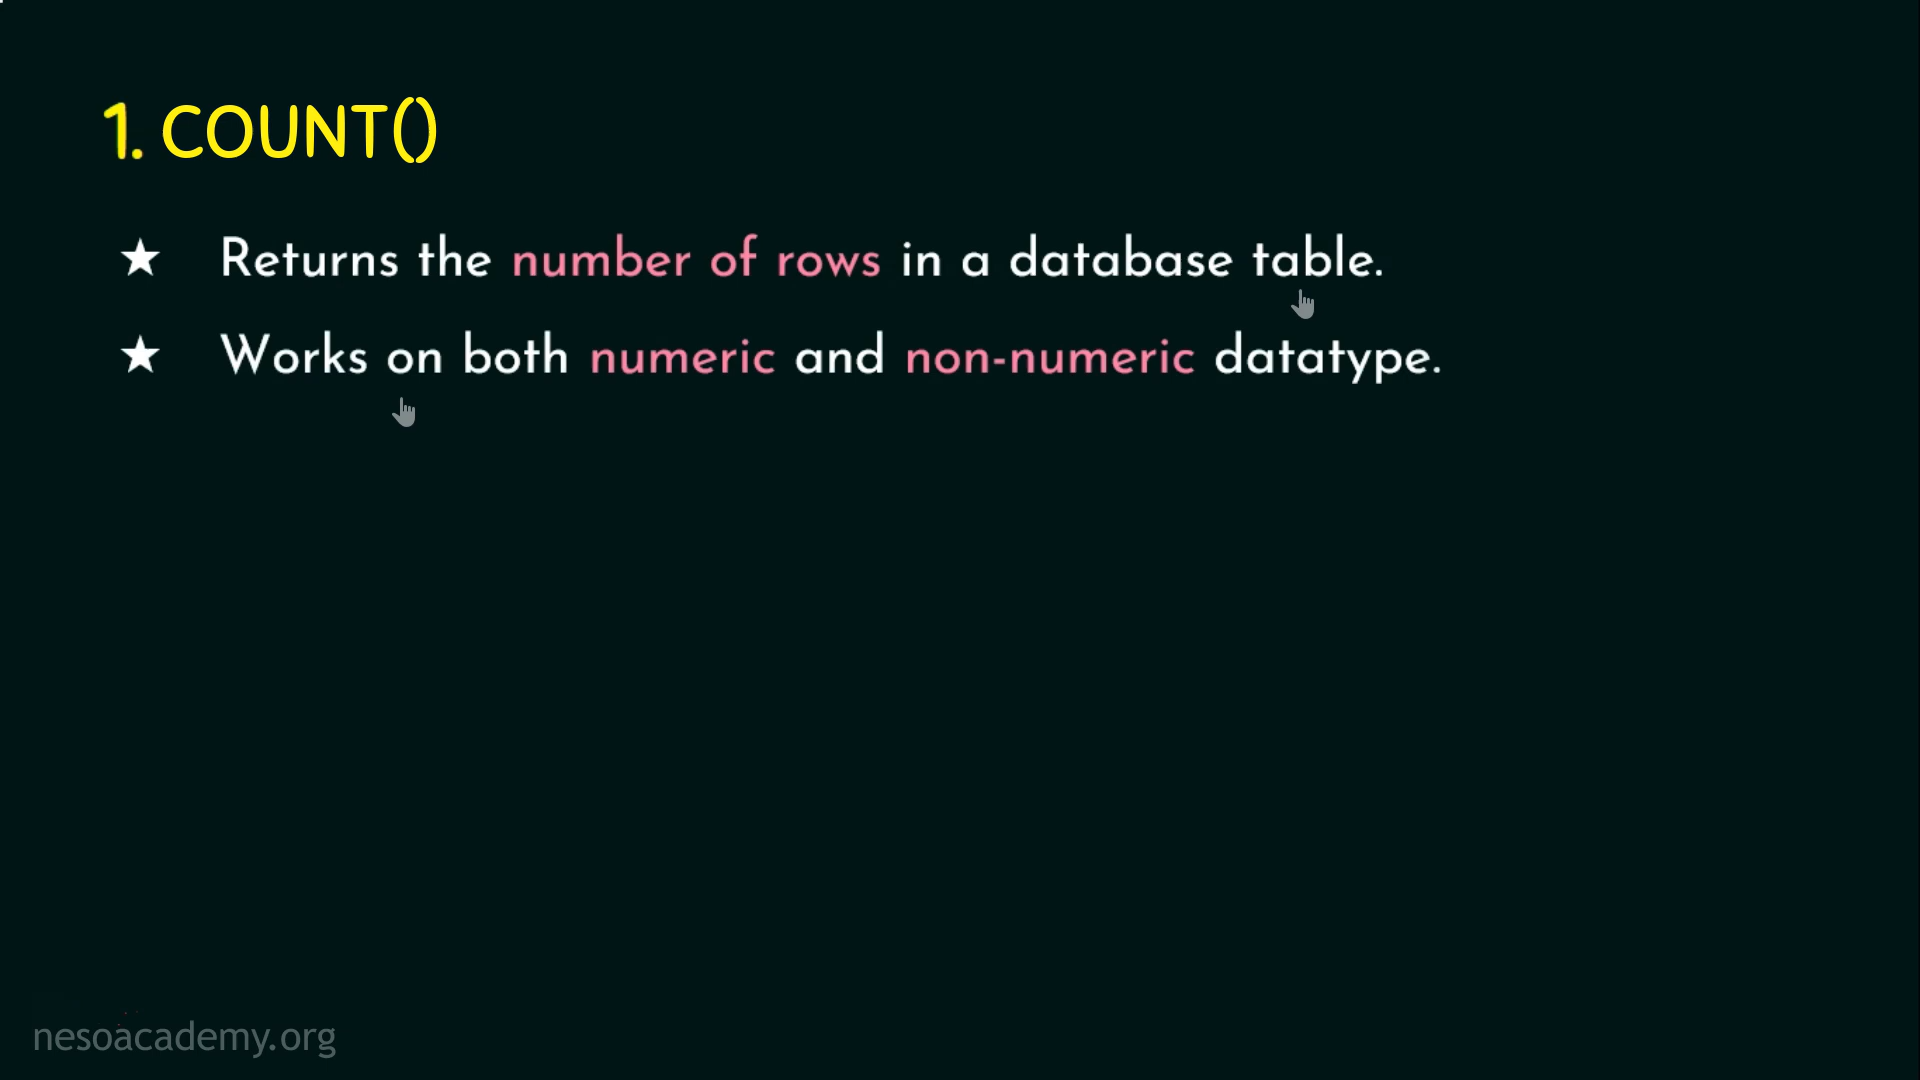 1. COUNT()
★ Returns the number of rows in a database table.
★ Works on both numeric and non-numeric datatype.
nesoacademy.org